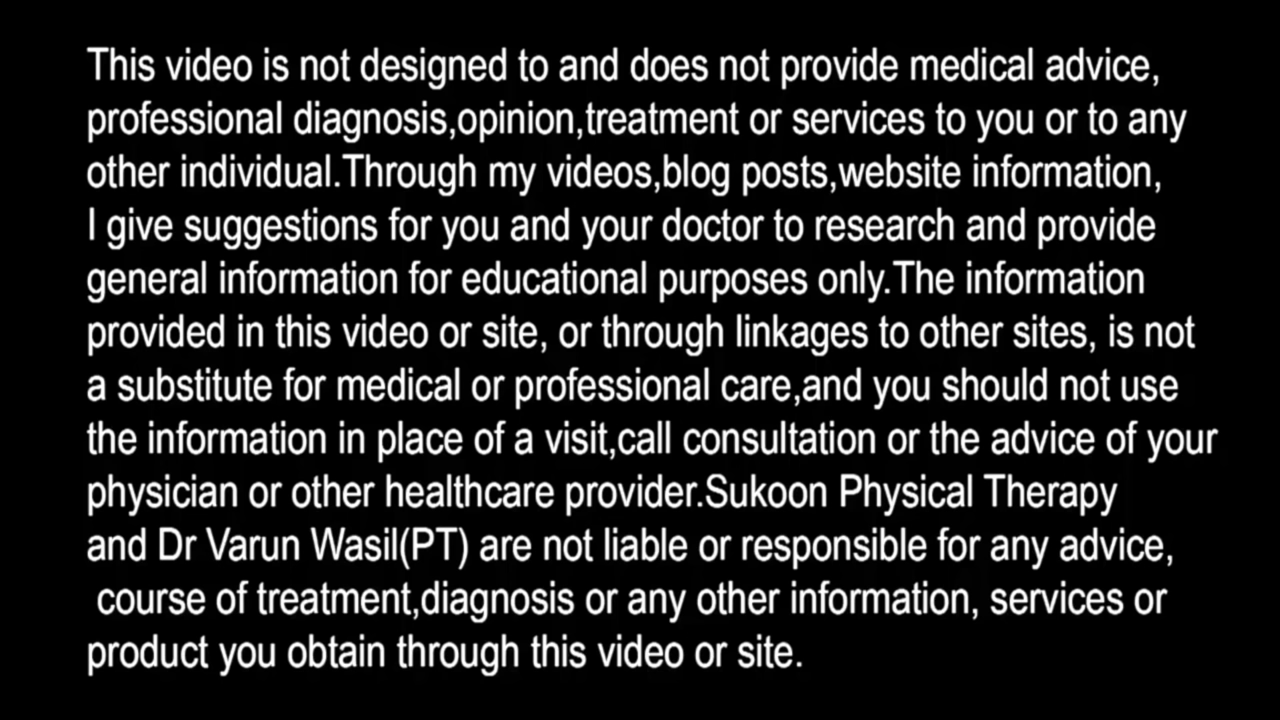 This video is not designed to and does not provide medical advice,
professional diagnosis,opinion,treatment or services to you or to any
other individual.Through my videos,blog posts,website information,
I give suggestions for you and your doctor to research and provide
general information for educational purposes only.The information
provided in this video or site, or through linkages to other sites, is not
a substitute for medical or professional care,and you should not use
the information in place of a visit,call consultation or the advice of your
physician or other healthcare provider.Sukoon Physical Therapy
and Dr Varun Wasil(PT) are not liable or responsible for any advice,
course of treatment,diagnosis or any other information, services or
product you obtain through this video or site.